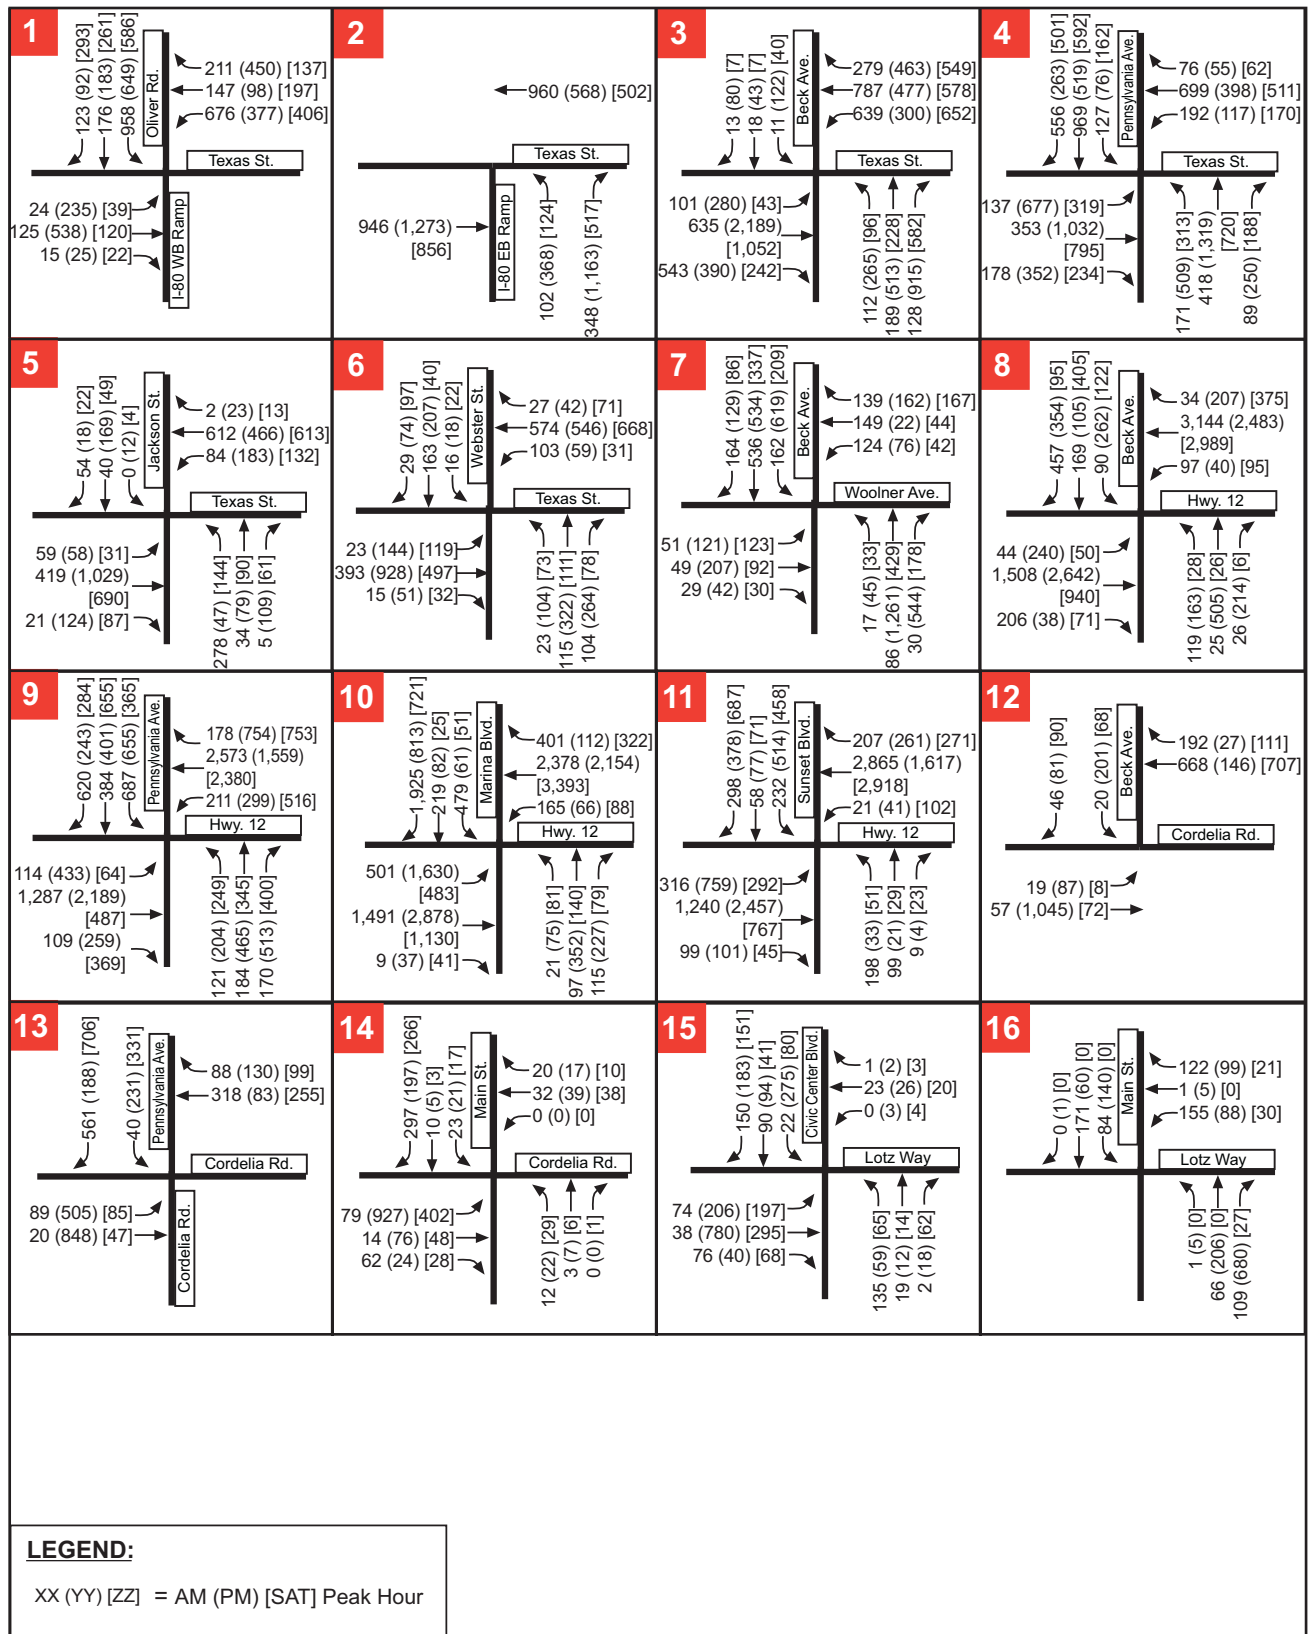 1
123 (92) [293]
176 (183) [261]
958 (649) [586]
Oliver Rd.
211 (450) [137]
147 (98) [197]
676 (377) [406]
Texas St.
24 (235) [39]
125 (538) [120]
15 (25) [22]
I-80 WB Ramp
2
960 (568) [502]
Texas St.
946 (1,273)
[856]
I-80 EB Ramp
102 (368) [124]
348 (1,163) [517]
3
13 (80) [7]
18 (43) [7]
11 (122) [40]
Beck Ave.
279 (463) [549]
787 (477) [578]
639 (300) [652]
Texas St.
101 (280) [43]
635 (2,189)
[1,052]
543 (390) [242]
112 (265) [96]
189 (513) [228]
128 (915) [582]
4
556 (263) [501]
969 (519) [592]
127 (76) [162]
Pennsylvania Ave.
76 (55) [62]
699 (398) [511]
192 (117) [170]
Texas St.
137 (677) [319]
353 (1,032)
[795]
178 (352) [234]
171 (509) [313]
418 (1,319)
[720]
89 (250) [188]
5
54 (18) [22]
40 (169) [49]
0 (12) [4]
Jackson St.
2 (23) [13]
612 (466) [613]
84 (183) [132]
Texas St.
59 (58) [31]
419 (1,029)
[690]
21 (124) [87]
278 (47) [144]
34 (79) [90]
5 (109) [61]
6
29 (74) [97]
163 (207) [40]
16 (18) [22]
Webster St.
27 (42) [71]
574 (546) [668]
103 (59) [31]
Texas St.
23 (144) [119]
393 (928) [497]
15 (51) [32]
23 (104) [73]
115 (322) [111]
104 (264) [78]
7
164 (129) [86]
536 (534) [337]
162 (619) [209]
Beck Ave.
139 (162) [167]
149 (22) [44]
124 (76) [42]
Woolner Ave.
51 (121) [123]
49 (207) [92]
29 (42) [30]
17 (45) [33]
86 (1,261) [429]
30 (544) [178]
8
457 (354) [95]
169 (105) [405]
90 (262) [122]
Beck Ave.
34 (207) [375]
3,144 (2,483)
[2,989]
97 (40) [95]
Hwy. 12
44 (240) [50]
1,508 (2,642)
[940]
206 (38) [71]
119 (163) [28]
25 (505) [26]
26 (214) [6]
9
620 (243) [284]
384 (401) [655]
687 (655) [365]
Pennsylvania Ave.
178 (754) [753]
2,573 (1,559)
[2,380]
211 (299) [516]
Hwy. 12
114 (433) [64]
1,287 (2,189)
[487]
109 (259)
[369]
121 (204) [249]
184 (465) [345]
170 (513) [400]
10
1,925 (813) [721]
219 (82) [25]
479 (61) [51]
Marina Blvd.
401 (112) [322]
2,378 (2,154)
[3,393]
165 (66) [88]
Hwy. 12
501 (1,630)
[483]
1,491 (2,878)
[1,130]
9 (37) [41]
21 (75) [81]
97 (352) [140]
115 (227) [79]
11
298 (378) [687]
58 (77) [71]
232 (514) [458]
Sunset Blvd.
207 (261) [271]
2,865 (1,617)
[2,918]
21 (41) [102]
Hwy. 12
316 (759) [292]
1,240 (2,457)
[767]
99 (101) [45]
198 (33) [51]
99 (21) [29]
9 (4) [23]
12
46 (81) [90]
20 (201) [68]
Beck Ave.
192 (27) [111]
668 (146) [707]
Cordelia Rd.
19 (87) [8]
57 (1,045) [72]
13
561 (188) [706]
40 (231) [331]
Pennsylvania Ave.
88 (130) [99]
318 (83) [255]
Cordelia Rd.
89 (505) [85]
20 (848) [47]
Cordelia Rd.
14
297 (197) [266]
10 (5) [3]
23 (21) [17]
Main St.
20 (17) [10]
32 (39) [38]
0 (0) [0]
Cordelia Rd.
79 (927) [402]
14 (76) [48]
62 (24) [28]
12 (22) [29]
3 (7) [6]
0 (0) [1]
15
150 (183) [151]
90 (94) [41]
22 (275) [80]
Civic Center Blvd.
1 (2) [3]
23 (26) [20]
0 (3) [4]
Lotz Way
74 (206) [197]
38 (780) [295]
76 (40) [68]
135 (59) [65]
19 (12) [14]
2 (18) [62]
16
0 (1) [0]
171 (60) [0]
84 (140) [0]
Main St.
122 (99) [21]
1 (5) [0]
155 (88) [30]
Lotz Way
1 (5) [0]
66 (206) [0]
109 (680) [27]
LEGEND:
XX (YY) [ZZ] = AM (PM) [SAT] Peak Hour